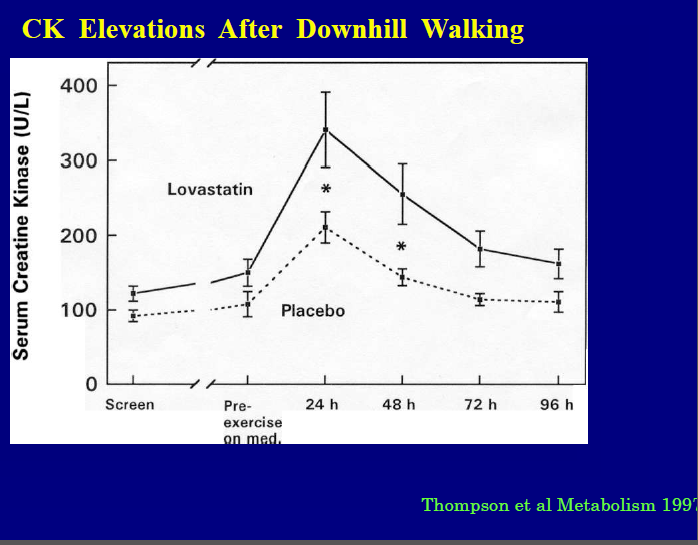 CK Elevations After Downhill Walking
Serum Creatine Kinase (U/L)
400
300
200
100
0
Lovastatin
*
*
Placebo
Screen
Pre-
exercise
on med.
24 h
48 h
72 h
96 h
Thompson et al Metabolism 1997